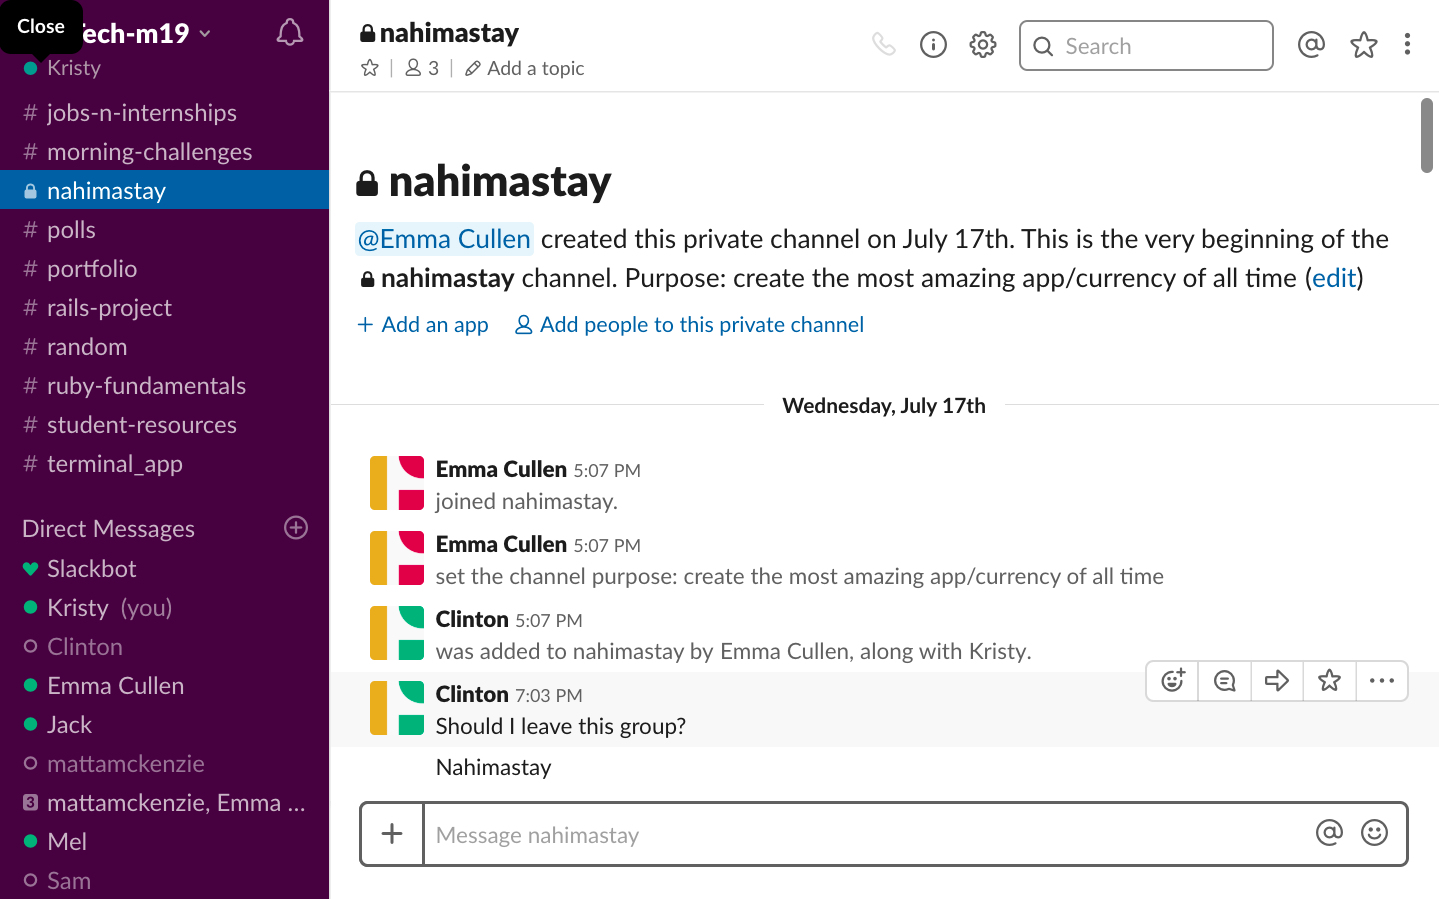 Close
ech-m19
Kristy
# jobs-n-internships
# morning-challenges
nahimastay
# polls
# portfolio
# rails-project
# random
# ruby-fundamentals
# student-resources
# terminal_app
Direct Messages
Slackbot
Kristy (you)
Clinton
Emma Cullen
Jack
mattamckenzie
3 mattamckenzie, Emma ...
Mel
Sam
nahimastay
3 | Add a topic
Search
nahimastay
@Emma Cullen created this private channel on July 17th. This is the very beginning of the
nahimastay channel. Purpose: create the most amazing app/currency of all time (edit)
+ Add an app Add people to this private channel
Wednesday, July 17th
Emma Cullen 5:07 PM
joined nahimastay.
Emma Cullen 5:07 PM
set the channel purpose: create the most amazing app/currency of all time
Clinton 5:07 PM
was added to nahimastay by Emma Cullen, along with Kristy.
Clinton 7:03 PM
Should I leave this group?
Nahimastay
Message nahimastay